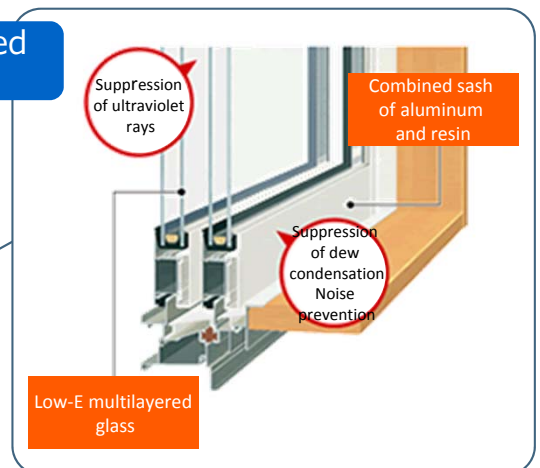 ed
Suppression
of ultraviolet
rays
Combined sash
of aluminum
and resin
Suppression
of dew
condensation
Noise
prevention
Low-E multilayered
glass